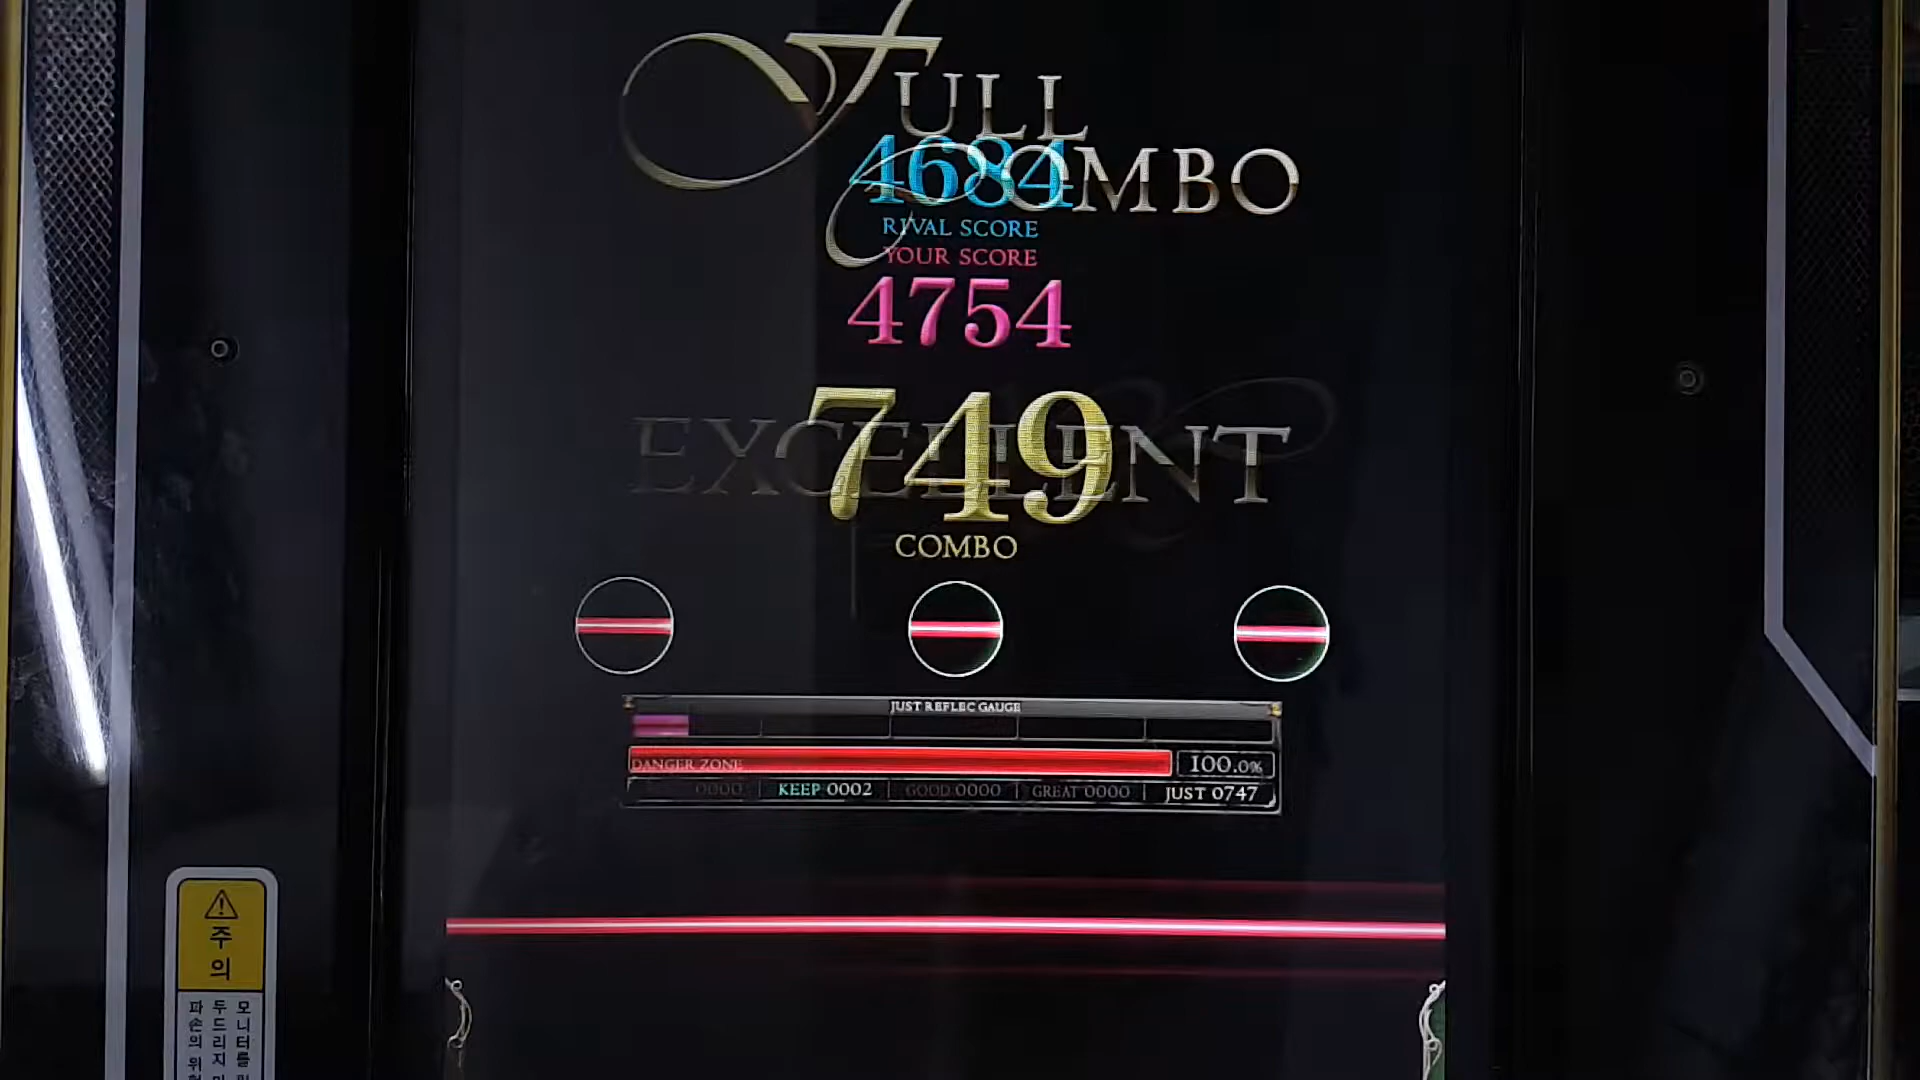 FULL
COMBO
4684
RIVAL SCORE
YOUR SCORE
4754
EXCELLENT
749
COMBO
JUST REFLEC GAUGE
DANGER ZONE 100.0%
0000 KEEP 0002 GOOD 0000 GREAT 0000 JUST 0747
주
의
모니터를
두드리지
파손의 위